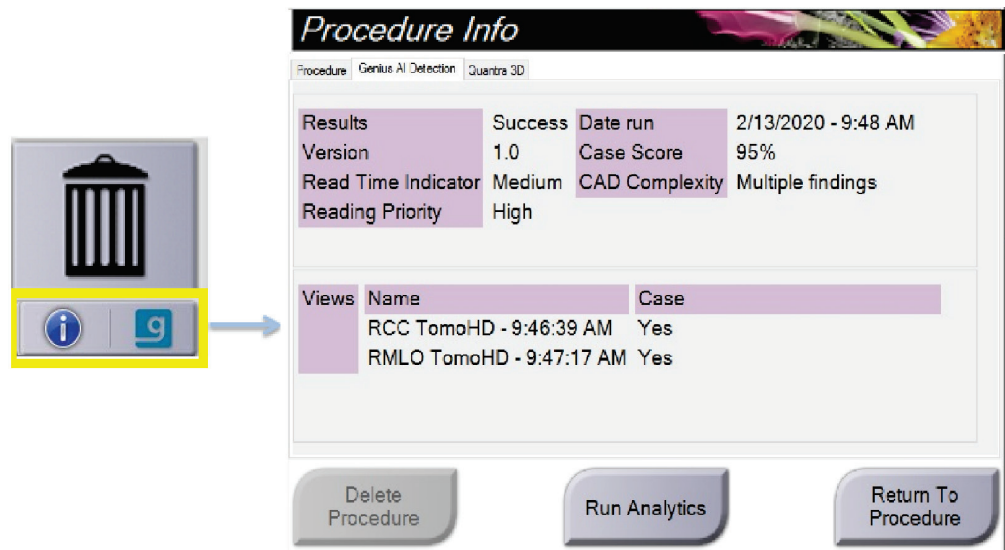 Procedure Info
Procedure Genius AI Detection Quantra 3D
Results Success Date run 2/13/2020 - 9:48 AM
Version 1.0 Case Score 95%
Read Time Indicator Medium CAD Complexity Multiple findings
Reading Priority High
Views Name Case
RCC TomoHD - 9:46:39 AM Yes
RMLO TomoHD - 9:47:17 AM Yes
i g
Delete
Procedure
Run Analytics
Return To
Procedure